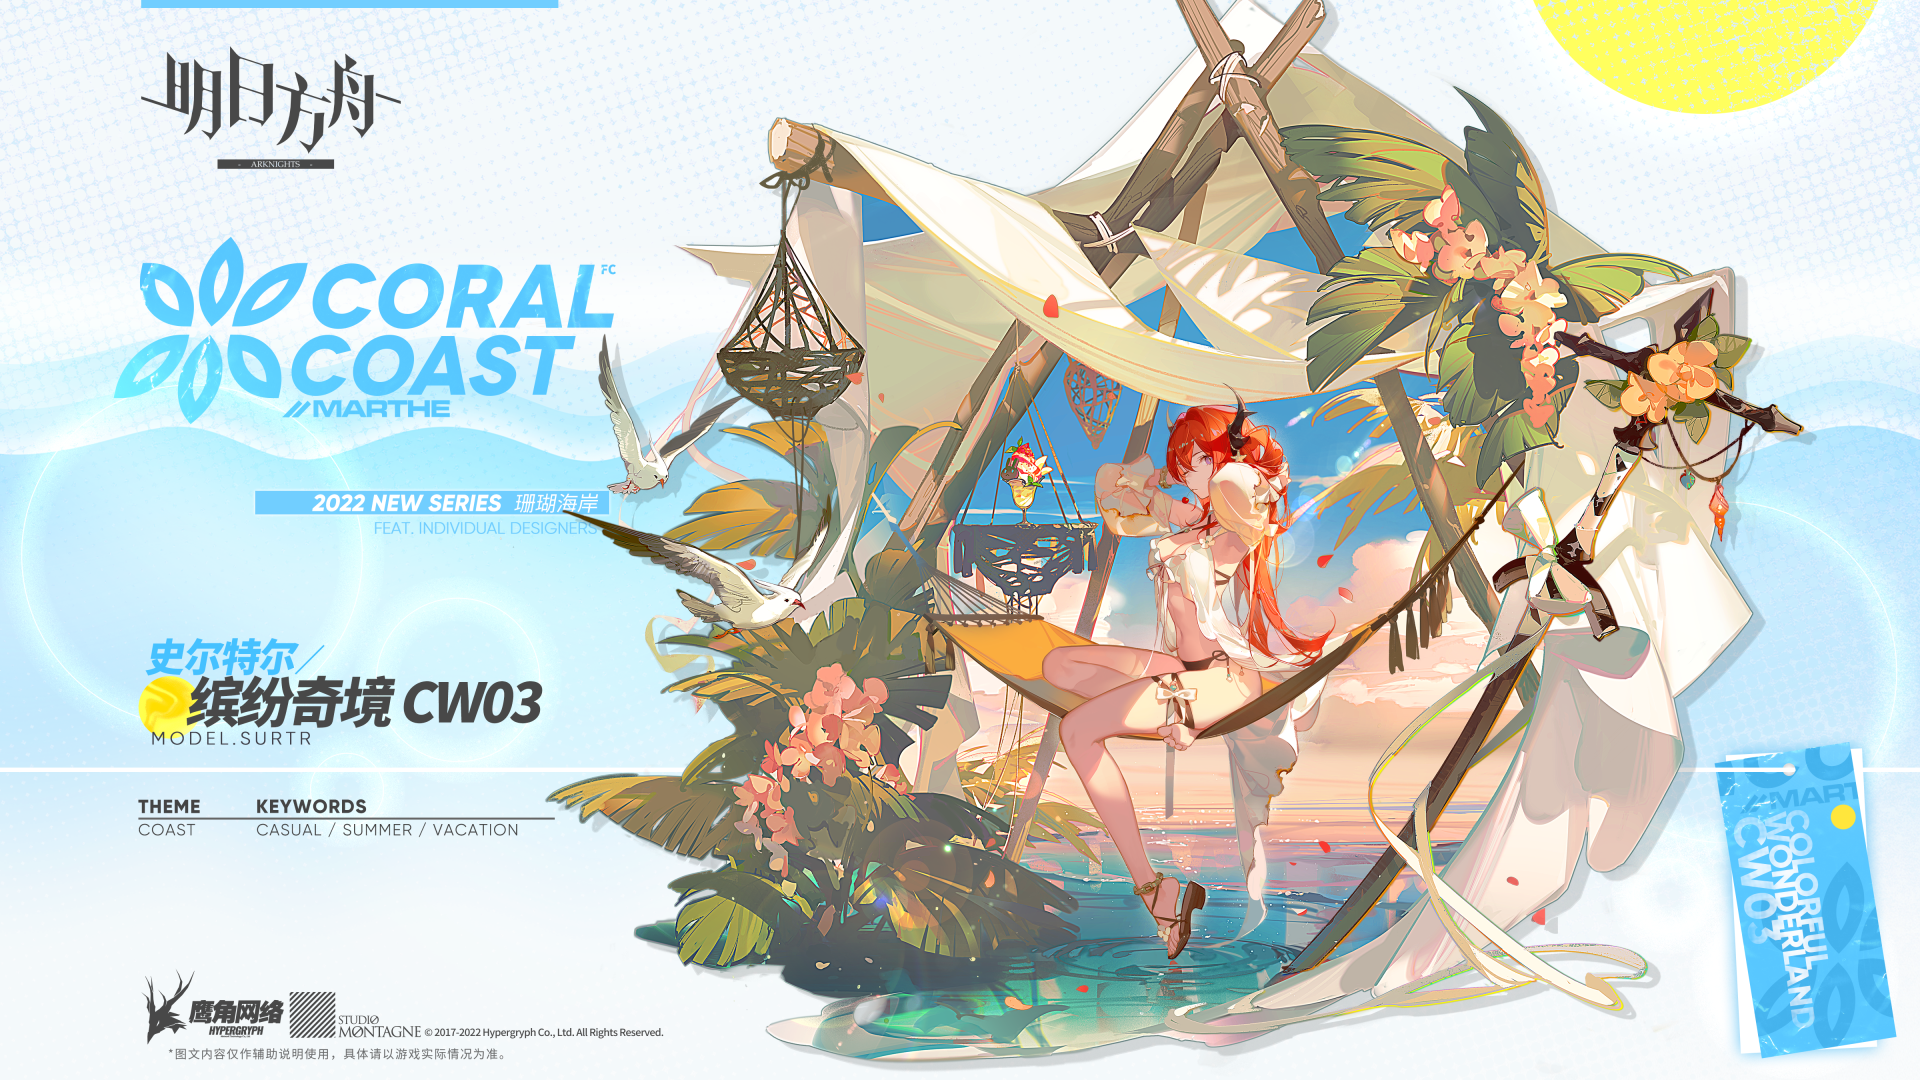 明日方舟
- ARKNIGHTS -
CORAL FC
COAST
//MARTHE
2022 NEW SERIES 珊瑚海岸
FEAT. INDIVIDUAL DESIGNERS
史尔特尔/
缤纷奇境 CW03
MODEL.SURTR
THEME KEYWORDS
COAST CASUAL / SUMMER / VACATION
鹰角网络
HYPERGRYPH
STUDIO
MØNTAGNE © 2017-2022 Hypergryph Co., Ltd. All Rights Reserved.
*图文内容仅作辅助说明使用，具体请以游戏实际情况为准。
//MART
COLORFUL
WONDERLAND
CW03